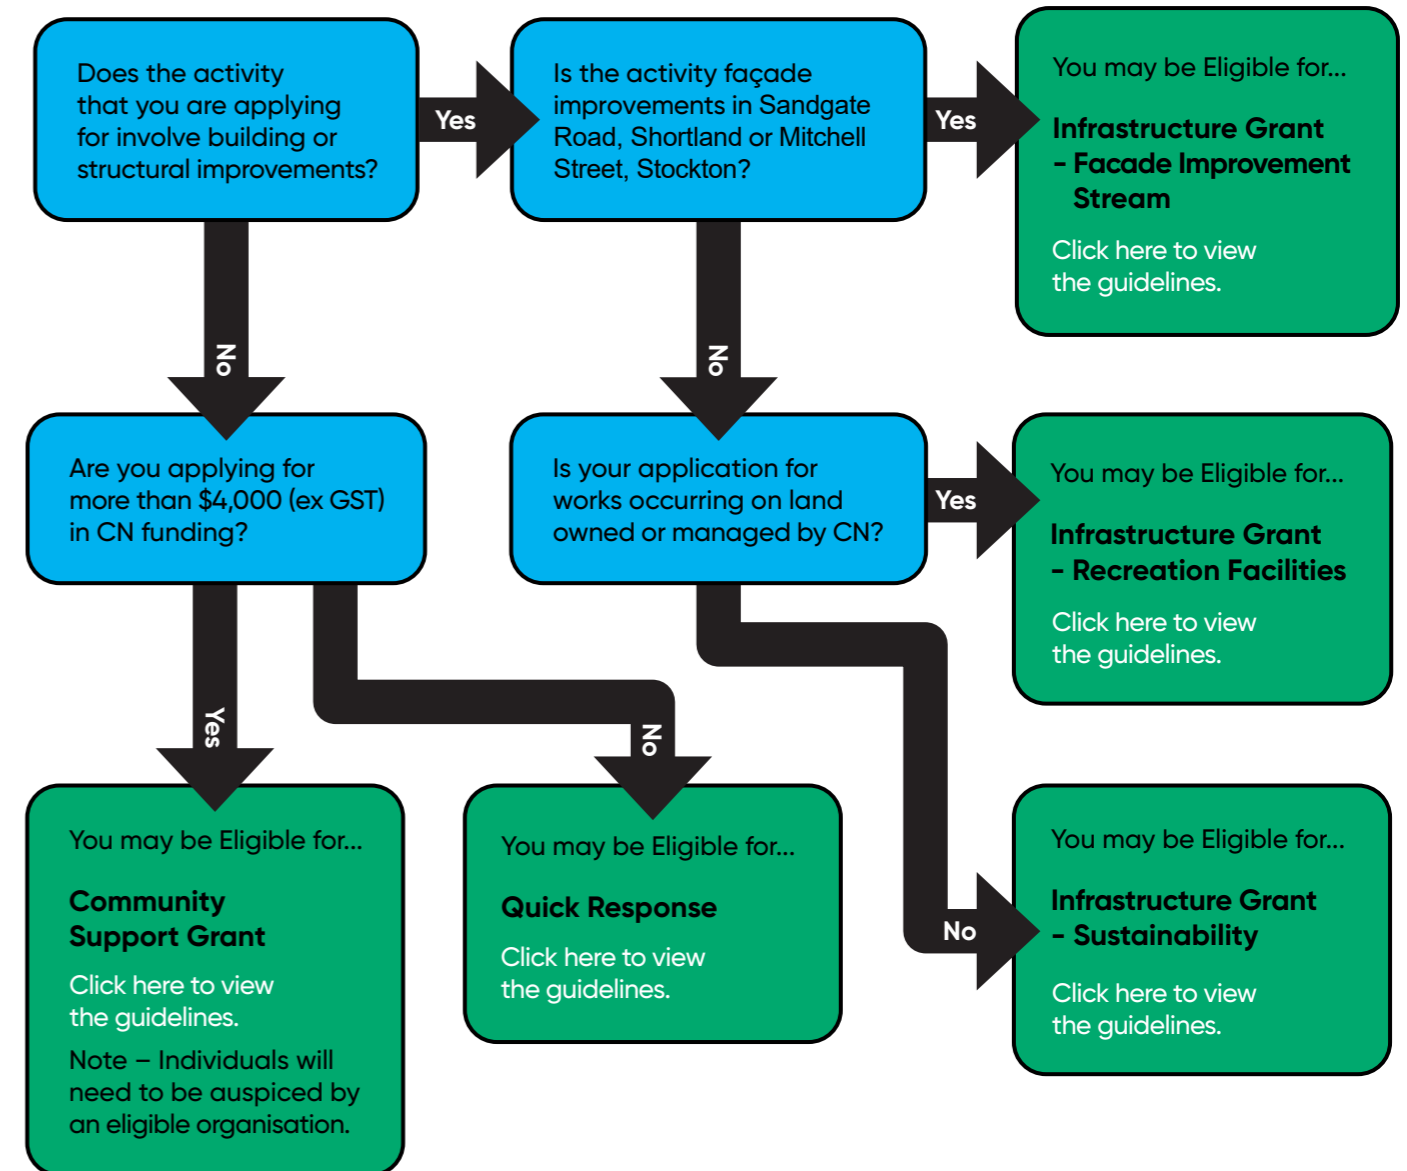 Does the activity
that you are applying
for involve building or
structural improvements?
Yes
Is the activity façade
improvements in Sandgate
Road, Shortland or Mitchell
Street, Stockton?
Yes
You may be Eligible for...
Infrastructure Grant
- Facade Improvement
Stream
Click here to view
the guidelines.
No
No
Are you applying for
more than $4,000 (ex GST)
in CN funding?
Is your application for
works occurring on land
owned or managed by CN?
Yes
You may be Eligible for...
Infrastructure Grant
- Recreation Facilities
Click here to view
the guidelines.
Yes
No
You may be Eligible for...
Community
Support Grant
Click here to view
the guidelines.
Note – Individuals will
need to be auspiced by
an eligible organisation.
You may be Eligible for...
Quick Response
Click here to view
the guidelines.
No
You may be Eligible for...
Infrastructure Grant
- Sustainability
Click here to view
the guidelines.